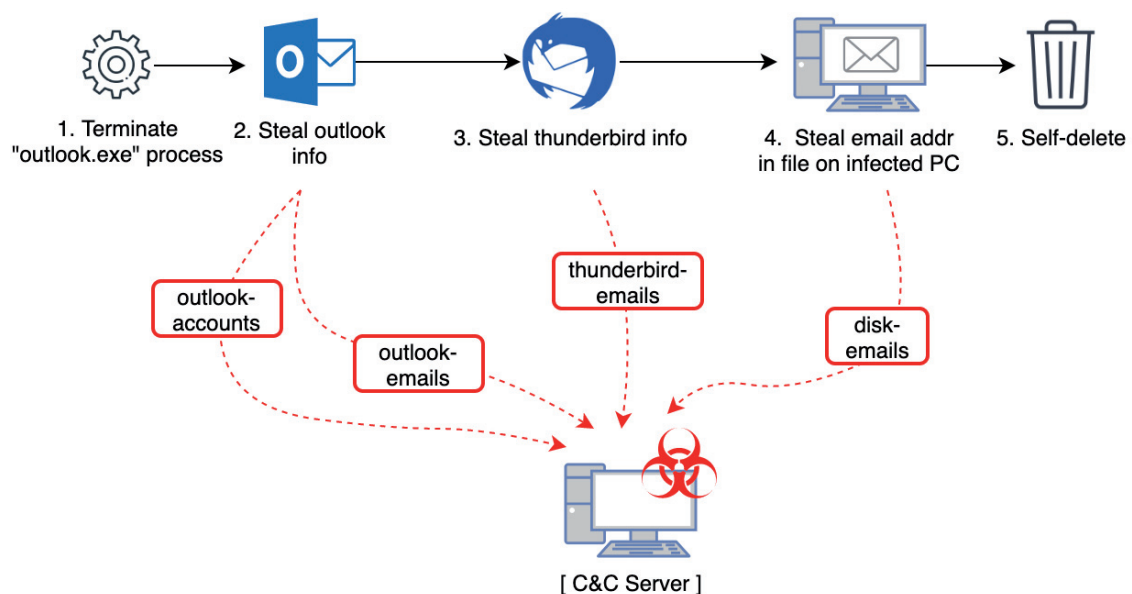 1. Terminate
"outlook.exe" process
2. Steal outlook
info
3. Steal thunderbird info
4.  Steal email addr
in file on infected PC
5. Self-delete
outlook-
accounts
outlook-
emails
thunderbird-
emails
disk-
emails
[ C&C Server ]